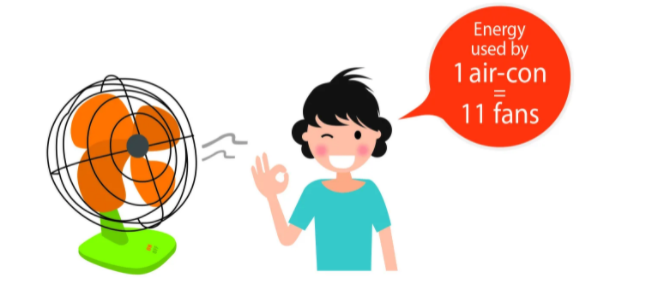 Energy
used by
1 air-con
=
11 fans